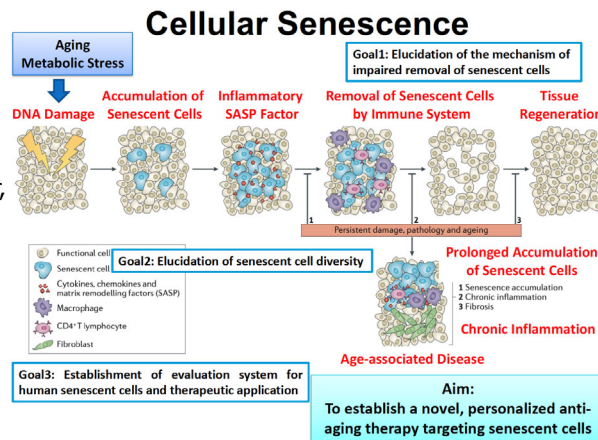 Cellular Senescence
Aging
Metabolic Stress
Goal1: Elucidation of the mechanism of
impaired removal of senescent cells
DNA Damage
Accumulation of
Senescent Cells
Inflammatory
SASP Factor
Removal of Senescent Cells
by Immune System
Tissue
Regeneration
1
2
3
Persistent damage, pathology and ageing
Functional cell
Senescent cell
Cytokines, chemokines and
matrix remodelling factors (SASP)
Macrophage
CD4+ T lymphocyte
Fibroblast
Goal2: Elucidation of senescent cell diversity
Prolonged Accumulation
of Senescent Cells
1 Senescence accumulation
2 Chronic inflammation
3 Fibrosis
Chronic Inflammation
Age-associated Disease
Goal3: Establishment of evaluation system for
human senescent cells and therapeutic application
Aim:
To establish a novel, personalized anti-
aging therapy targeting senescent cells